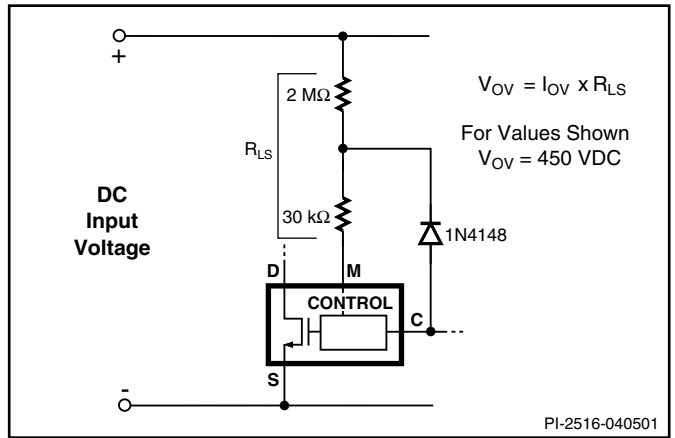 +
2 MΩ
V_OV = I_OV x R_LS
For Values Shown
V_OV = 450 VDC
R_LS
DC
Input
Voltage
30 kΩ
1N4148
D
M
CONTROL
C
S
-
PI-2516-040501